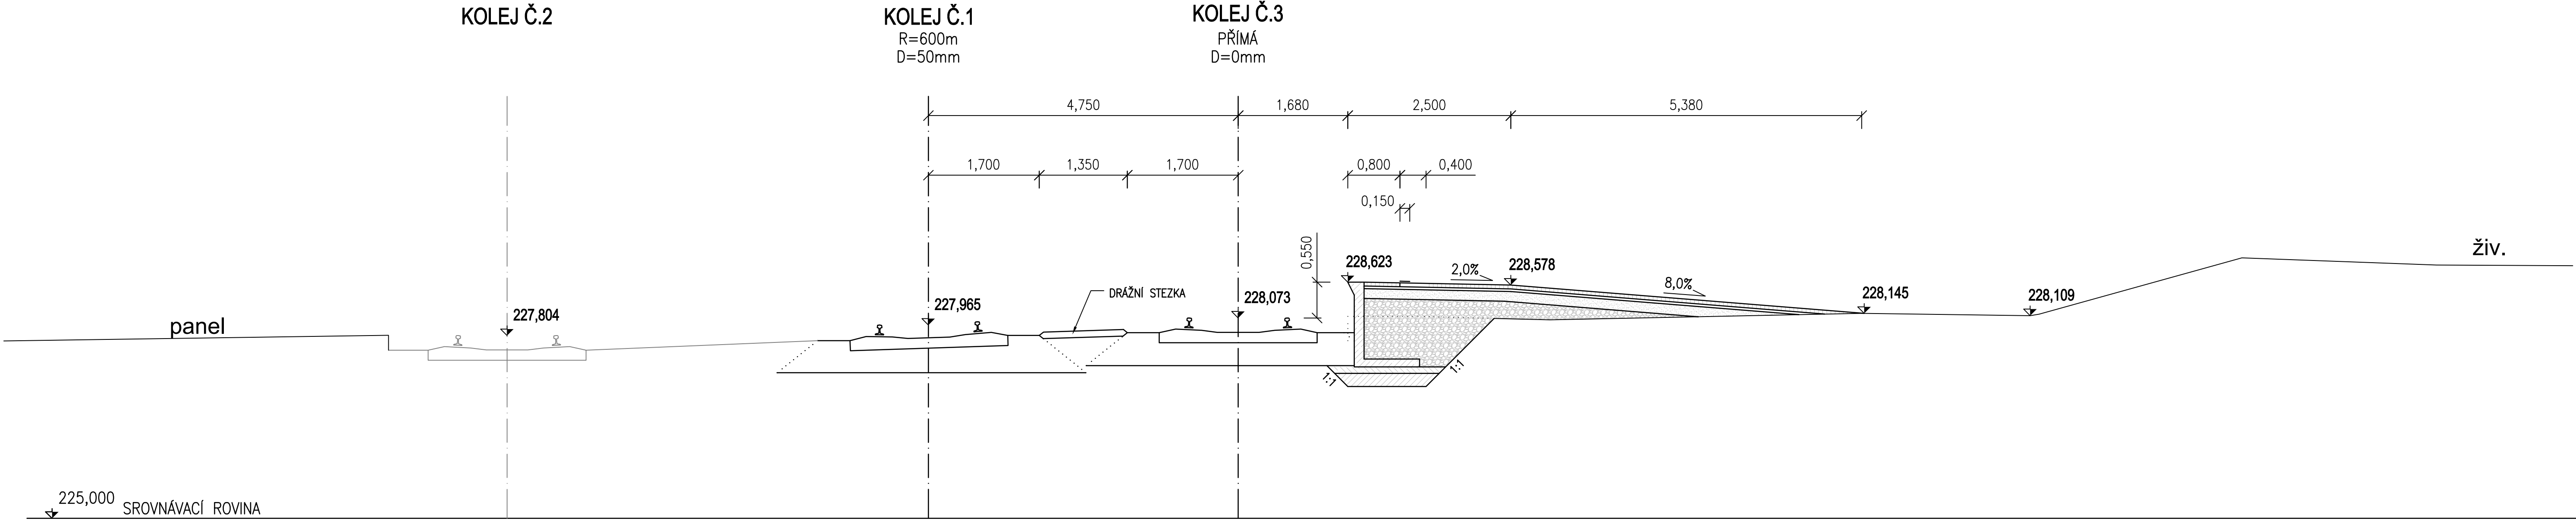 KOLEJ Č.2
KOLEJ Č.1
R=600m
D=50mm
KOLEJ Č.3
PŘÍMÁ
D=0mm
4,750
1,680
2,500
5,380
1,700
1,350
1,700
0,800
0,400
0,150
0,550
228,623
2,0%
228,578
8,0%
228,145
228,109
živ.
panel
227,804
227,965
DRÁŽNÍ STEZKA
228,073
1:1
1:1
225,000
SROVNÁVACÍ ROVINA